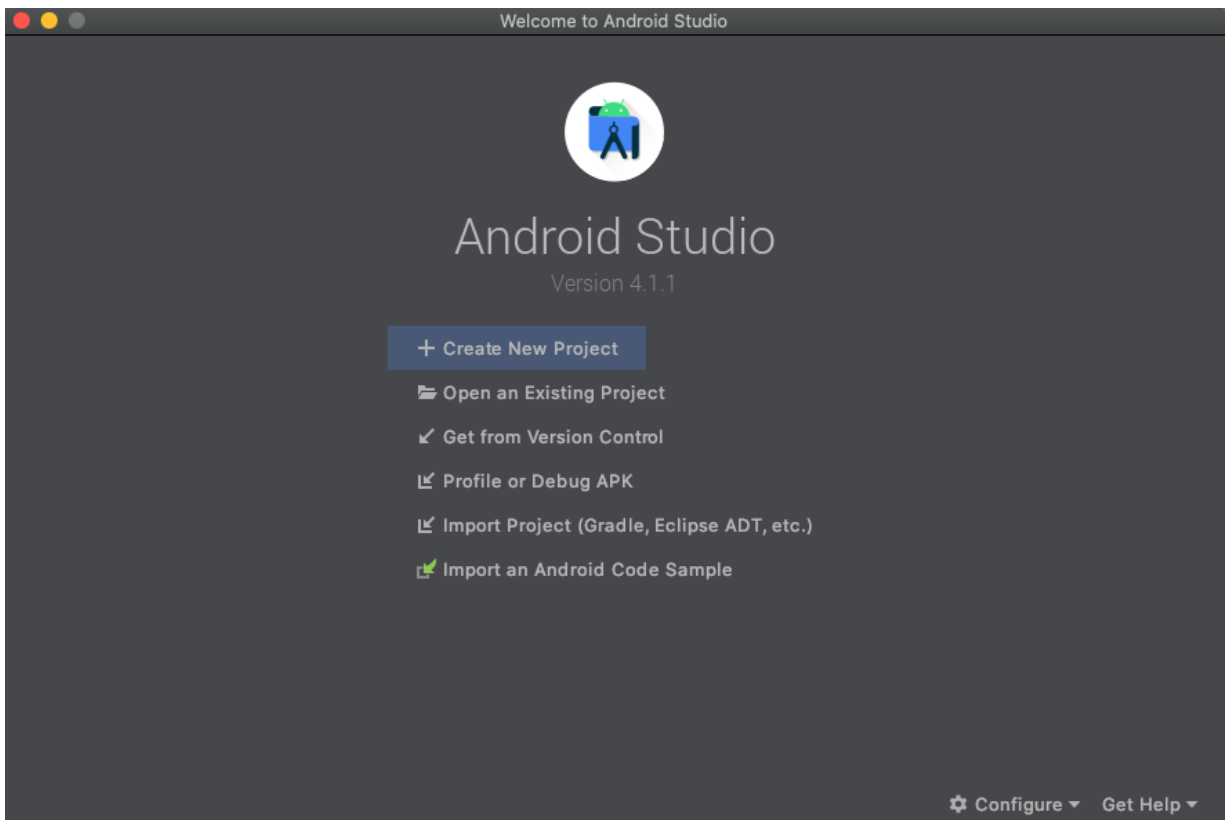 Welcome to Android Studio
Android Studio
Version 4.1.1
Create New Project
Open an Existing Project
Get from Version Control
Profile or Debug APK
Import Project (Gradle, Eclipse ADT, etc.)
Import an Android Code Sample
Configure Get Help